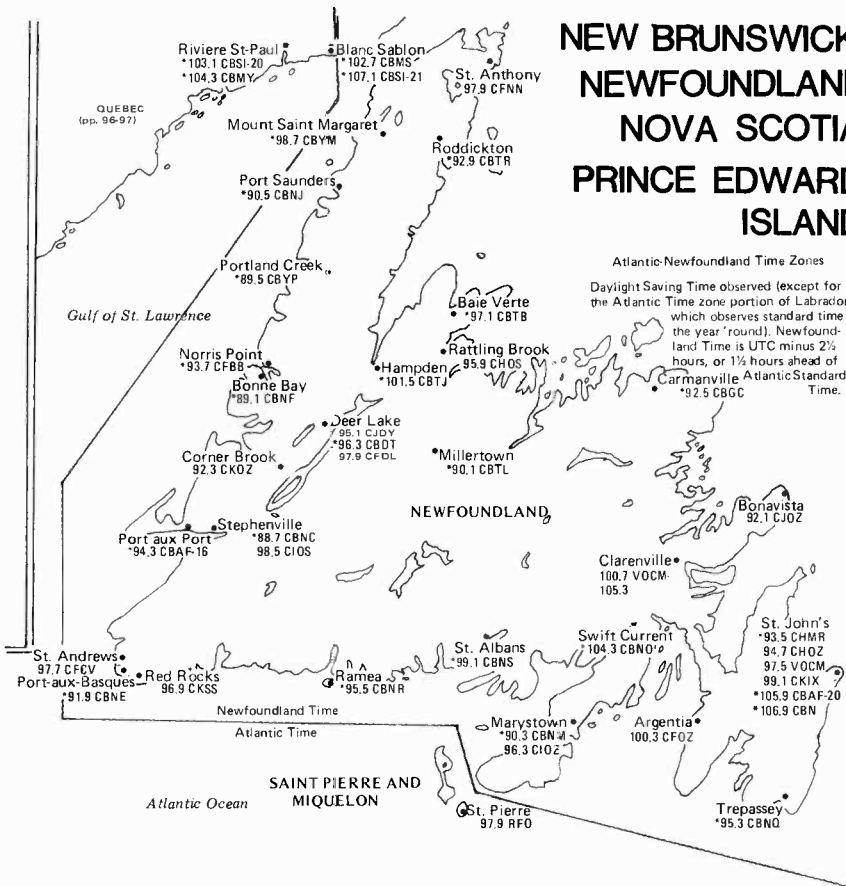 NEW BRUNSWICK
NEWFOUNDLAND
NOVA SCOTIA
PRINCE EDWARD
ISLAND
Atlantic-Newfoundland Time Zones
Daylight Saving Time observed (except for
the Atlantic Time zone portion of Labrador
which observes standard time
the year 'round). Newfound-
land Time is UTC minus 2½
hours, or 1½ hours ahead of
Atlantic Standard
Time.
Riviere St-Paul
*103.1 CBSI-20
*104.3 CBMY
Blanc Sablon
*102.7 CBMS
*107.1 CBSI-21
St. Anthony
97.9 CFNN
QUEBEC
(pp. 96-97)
Mount Saint Margaret
*98.7 CBYM
Roddickton
*92.9 CBTR
Port Saunders
*90.5 CBNJ
Portland Creek
*89.5 CBYP
Gulf of St. Lawrence
Baie Verte
*97.1 CBTB
Norris Point
*93.7 CFBB
Bonne Bay
*89.1 CBNF
Rattling Brook
95.9 CHOS
Hampden
*101.5 CBTJ
Carmanville
*92.5 CBGC
Deer Lake
95.1 CJDY
*96.3 CBDT
97.9 CFDL
Corner Brook
92.3 CKOZ
Millertown
*90.1 CBTL
NEWFOUNDLAND
Bonavista
92.1 CJOZ
Port aux Port
*94.3 CBAF-16
Stephenville
*88.7 CBNC
98.5 CIOS
Clarenville
100.7 VOCM-
105.3
St. John's
*93.5 CHMR
94.7 CHOZ
97.5 VOCM
99.1 CKIX
*105.9 CBAF-20
*106.9 CBN
St. Andrews
97.7 CFCV
Port-aux-Basques
*91.9 CBNE
Red Rocks
96.9 CKSS
Ramea
*95.5 CBNR
St. Albans
*99.1 CBNS
Swift Current
*104.3 CBNO
Newfoundland Time
Atlantic Time
Marystown
*90.3 CBNM
96.3 CIOZ
Argentia
100.3 CFOZ
SAINT PIERRE AND
MIQUELON
Atlantic Ocean
St. Pierre
97.9 RFO
Trepassey
*95.3 CBNQ